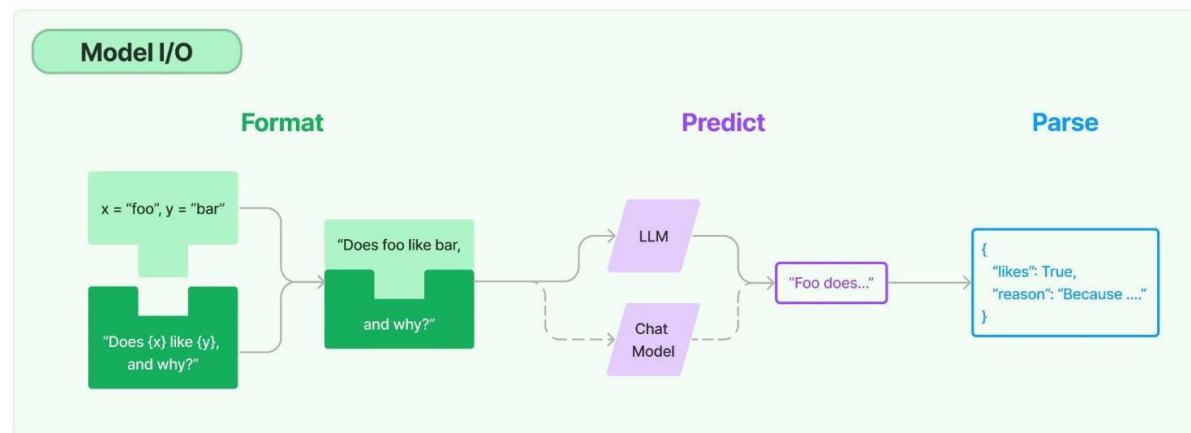 Model I/O
Format
Predict
Parse
x = “foo”, y = “bar”
“Does {x} like {y},
and why?”
“Does foo like bar,
and why?”
LLM
Chat
Model
“Foo does...”
{
“likes”: True,
“reason”: “Because ....”
}